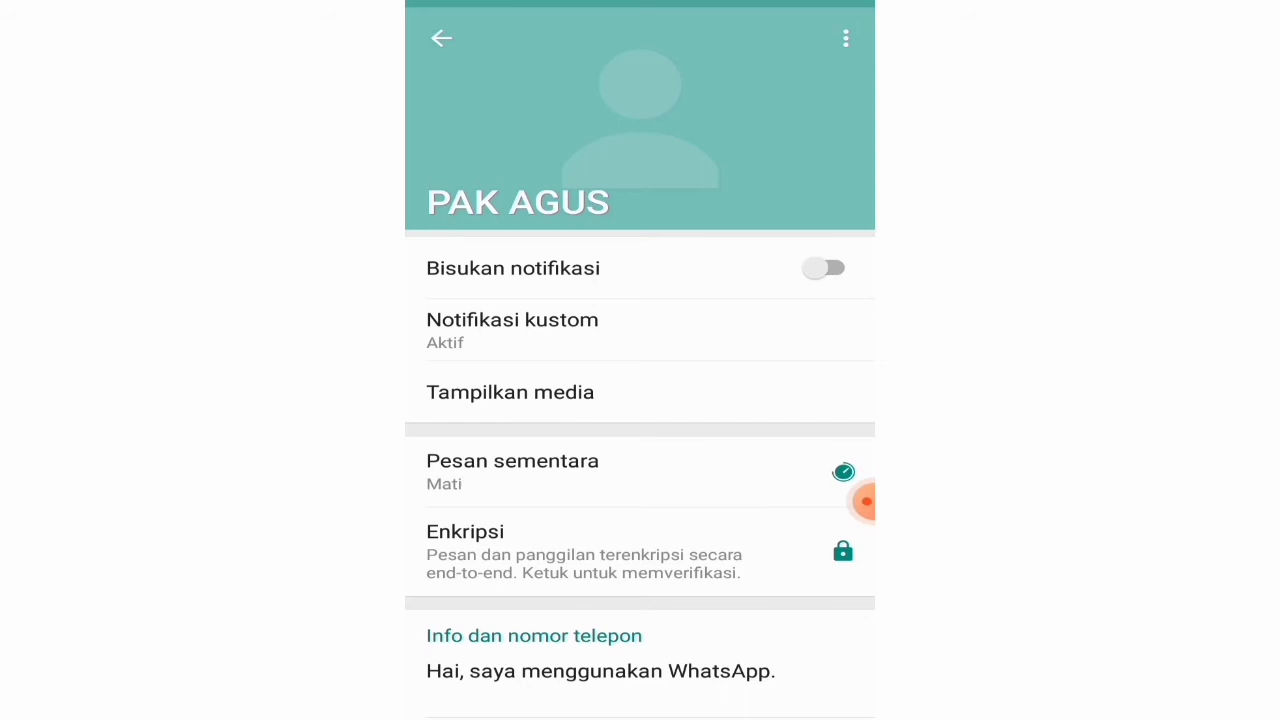 PAK AGUS
Bisukan notifikasi
Notifikasi kustom
Aktif
Tampilkan media
Pesan sementara
Mati
Enkripsi
Pesan dan panggilan terenkripsi secara
end-to-end. Ketuk untuk memverifikasi.
Info dan nomor telepon
Hai, saya menggunakan WhatsApp.